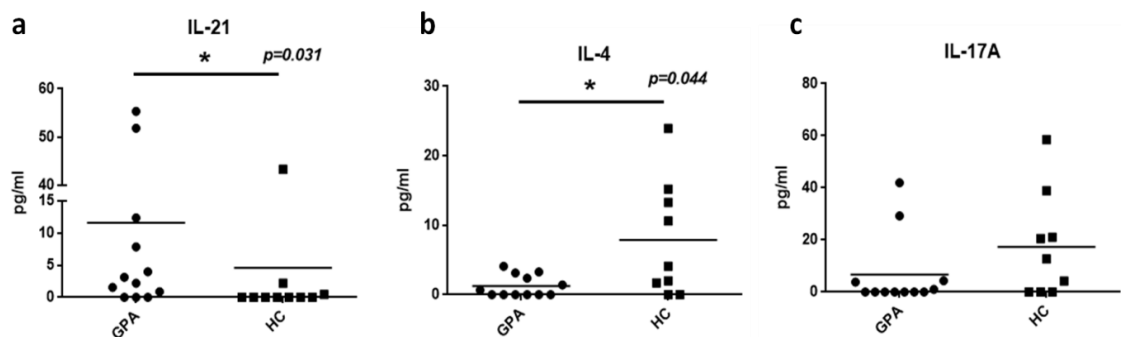 a
IL-21
* p=0.031
pg/ml
60
50
40
15
10
5
0
GPA HC
b
IL-4
* p=0.044
pg/ml
30
20
10
0
GPA HC
c
IL-17A
pg/ml
80
60
40
20
0
GPA HC